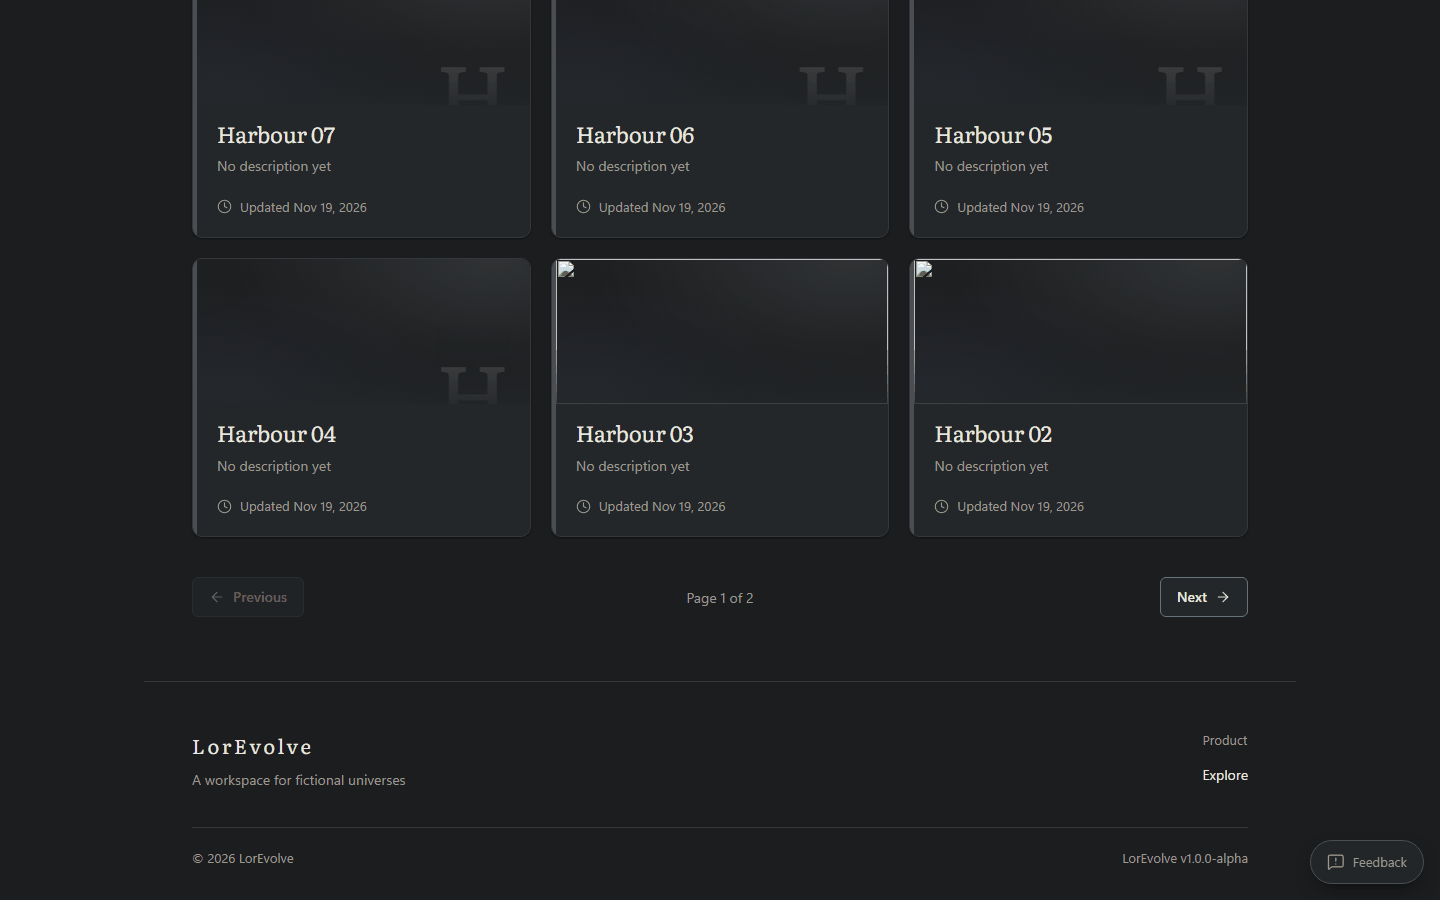 H H H
Harbour 07 Harbour 06 Harbour 05
No description yet No description yet No description yet
Updated Nov 19, 2026 Updated Nov 19, 2026 Updated Nov 19, 2026
H
Harbour 04 Harbour 03 Harbour 02
No description yet No description yet No description yet
Updated Nov 19, 2026 Updated Nov 19, 2026 Updated Nov 19, 2026
Previous Page 1 of 2 Next
LorEvolve
A workspace for fictional universes
Product
Explore
© 2026 LorEvolve LorEvolve v1.0.0-alpha
Feedback